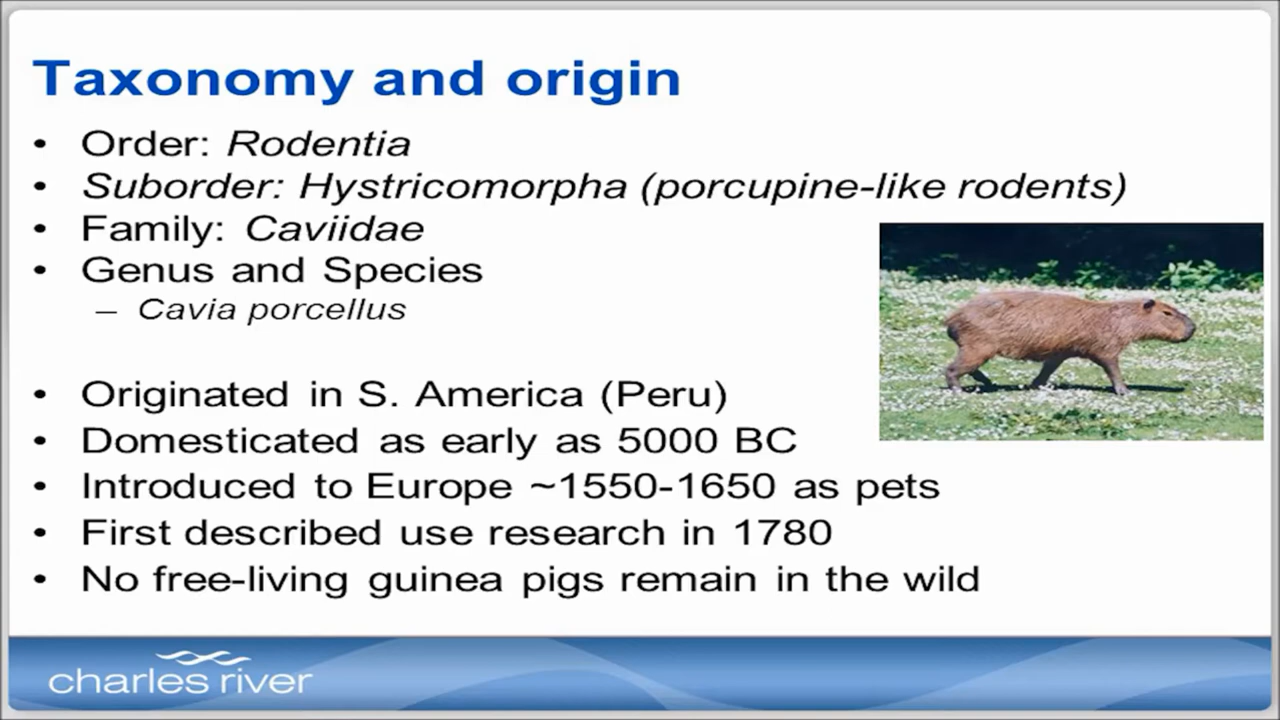 Taxonomy and origin
• Order: Rodentia
• Suborder: Hystricomorpha (porcupine-like rodents)
• Family: Caviidae
• Genus and Species
– Cavia porcellus
• Originated in S. America (Peru)
• Domesticated as early as 5000 BC
• Introduced to Europe ~1550-1650 as pets
• First described use research in 1780
• No free-living guinea pigs remain in the wild
charles river